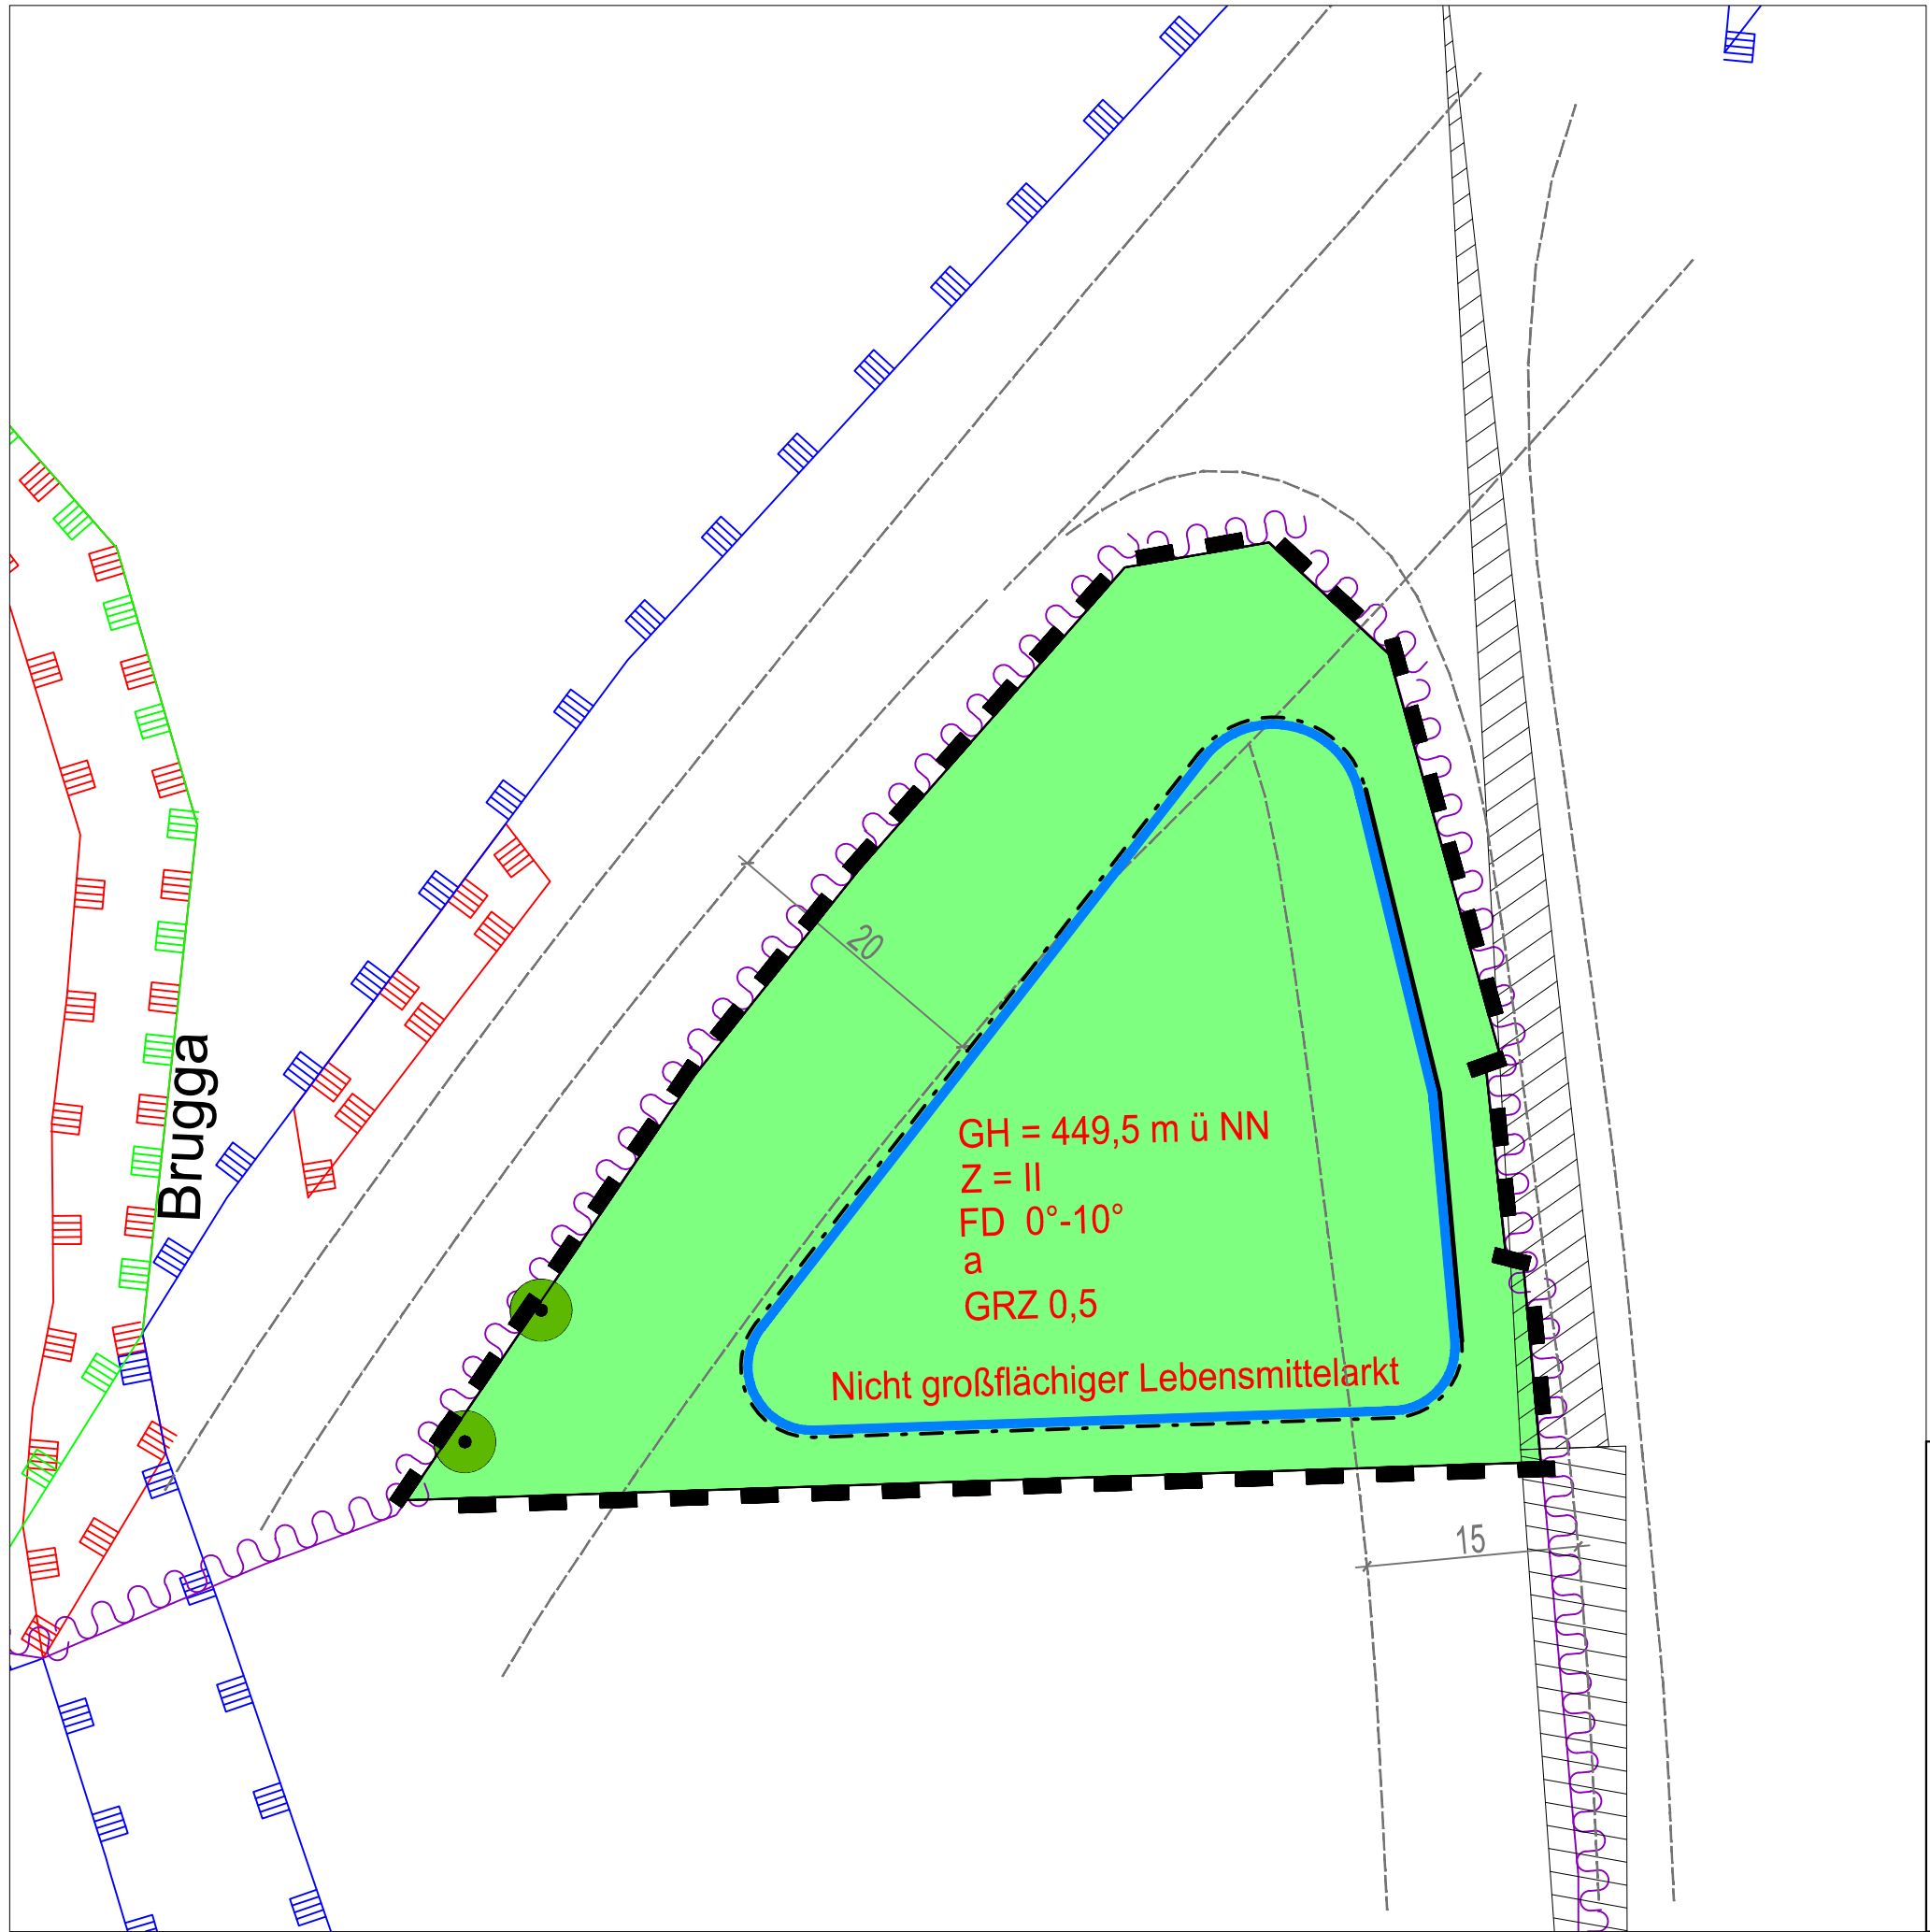 20
Brugga
GH = 449,5 m ü NN
Z = II
FD 0°-10°
a
GRZ 0,5
Nicht großflächiger Lebensmittelarkt
15